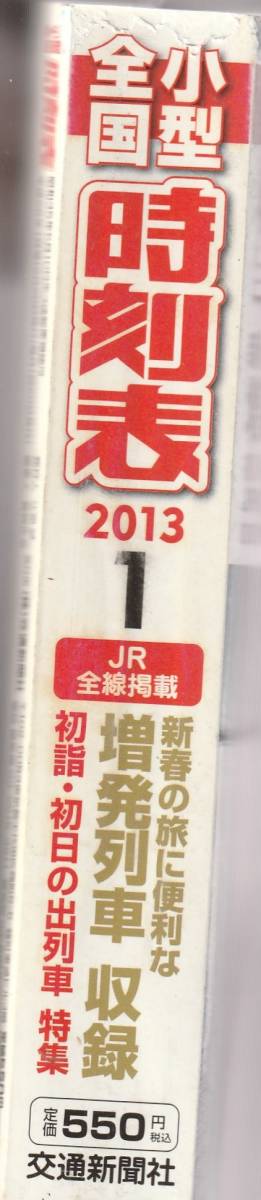 小型
全国
時刻表
2013
1
JR
全線掲載
新春の旅に便利な
増発列車 収録
初詣・初日の出列車 特集
定価550円税込
交通新聞社